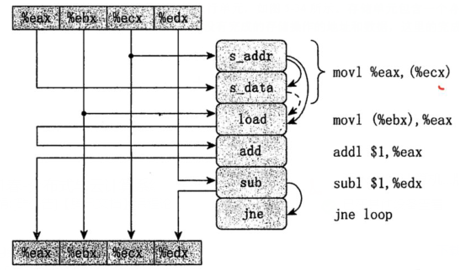 %eax %ebx %ecx %edx
s_addr
s_data
movl %eax,(%ecx)
load
movl (%ebx),%eax
add
addl $1,%eax
sub
subl $1,%edx
jne
jne loop
%eax %ebx %ecx %edx